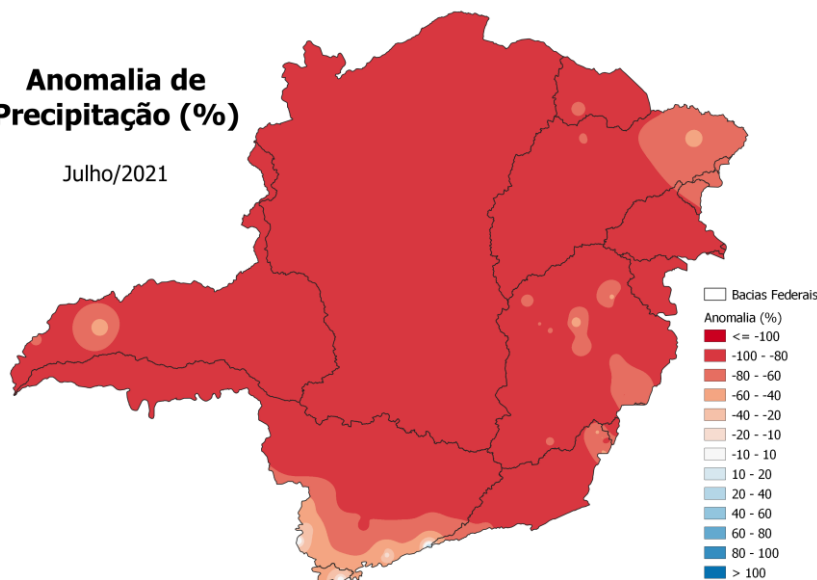 Anomalia de
Precipitação (%)
Julho/2021
Bacias Federais
Anomalia (%)
<= -100
-100 - -80
-80 - -60
-60 - -40
-40 - -20
-20 - -10
-10 - 10
10 - 20
20 - 40
40 - 60
60 - 80
80 - 100
> 100